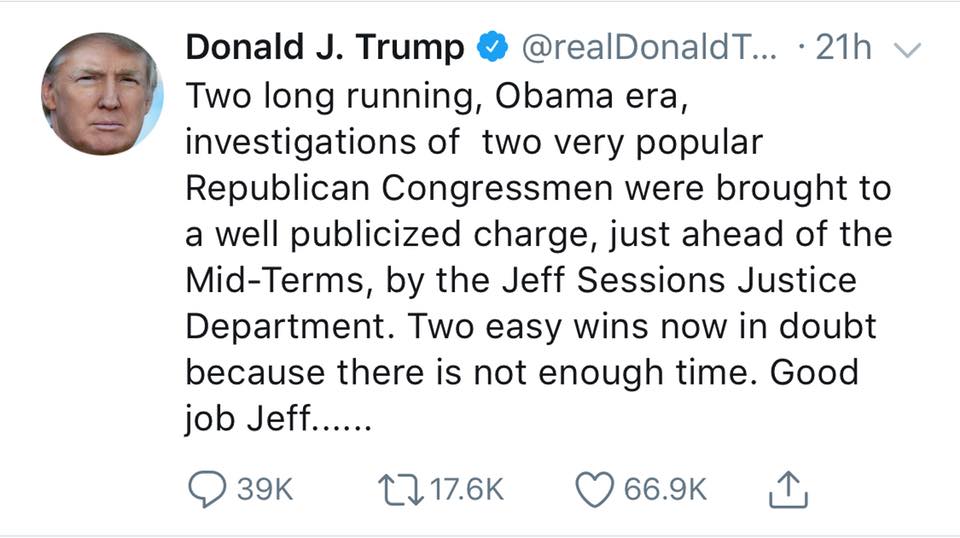 Donald J. Trump @realDonaldT... · 21h
Two long running, Obama era,
investigations of  two very popular
Republican Congressmen were brought to
a well publicized charge, just ahead of the
Mid-Terms, by the Jeff Sessions Justice
Department. Two easy wins now in doubt
because there is not enough time. Good
job Jeff......
39K 17.6K 66.9K